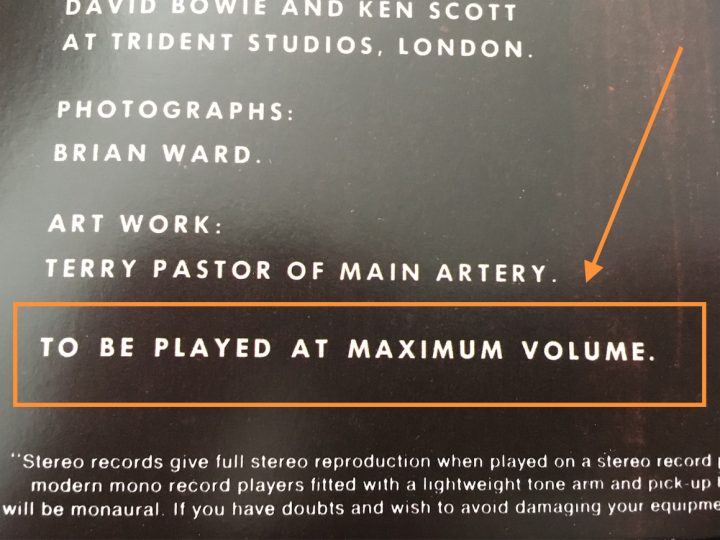 DAVID BOWIE AND KEN SCOTT
AT TRIDENT STUDIOS, LONDON.
PHOTOGRAPHS:
BRIAN WARD.
ART WORK:
TERRY PASTOR OF MAIN ARTERY.
TO BE PLAYED AT MAXIMUM VOLUME.
"Stereo records give full stereo reproduction when played on a stereo record
modern mono record players fitted with a lightweight tone arm and pick-up
will be monaural. If you have doubts and wish to avoid damaging your